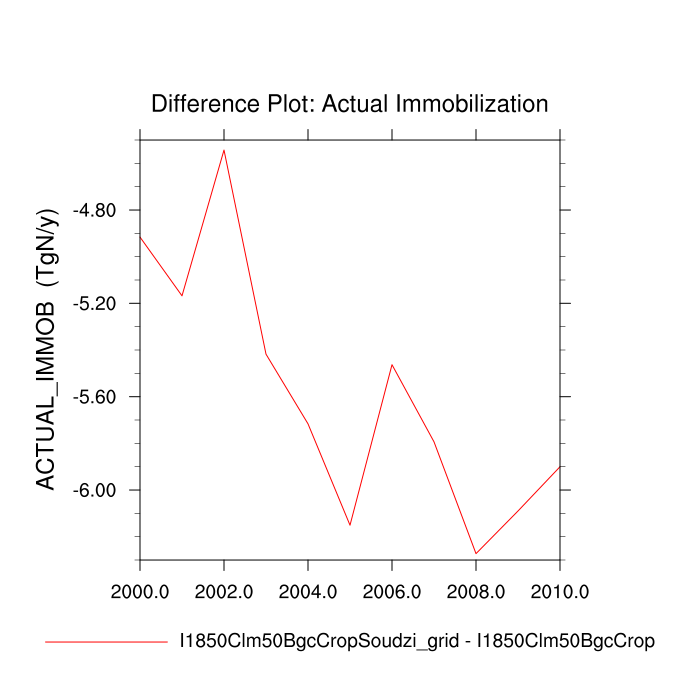 Difference Plot: Actual Immobilization
ACTUAL_IMMOB (TgN/y)
-4.80
-5.20
-5.60
-6.00
2000.0 2002.0 2004.0 2006.0 2008.0 2010.0
I1850Clm50BgcCropSoudzi_grid - I1850Clm50BgcCrop